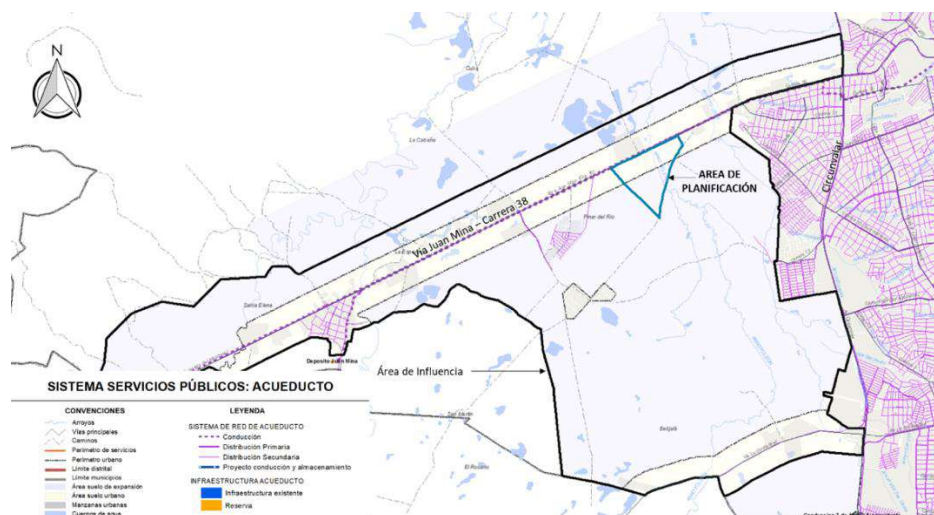 N
La Cabaña
Circunvalar
AREA DE
PLANIFICACIÓN
Vía Juan Mina – Carrera 38
Pinar del Río
Santa Elena
Deposito Juan Mina
Área de Influencia
SISTEMA SERVICIOS PÚBLICOS: ACUEDUCTO
CONVENCIONES
Arroyos
Vías principales
Caminos
Perímetro de servicios
Perímetro urbano
Límite distrital
Límite municipios
Área suelo de expansión
Área suelo urbano
Manzanas urbanas
Cuerpos de agua
LEYENDA
SISTEMA DE RED DE ACUEDUCTO
Conducción
Distribución Primaria
Distribución Secundaria
Proyecto conducción y almacenamiento
INFRAESTRUCTURA ACUEDUCTO
Infraestructura existente
Reserva
El Rosario